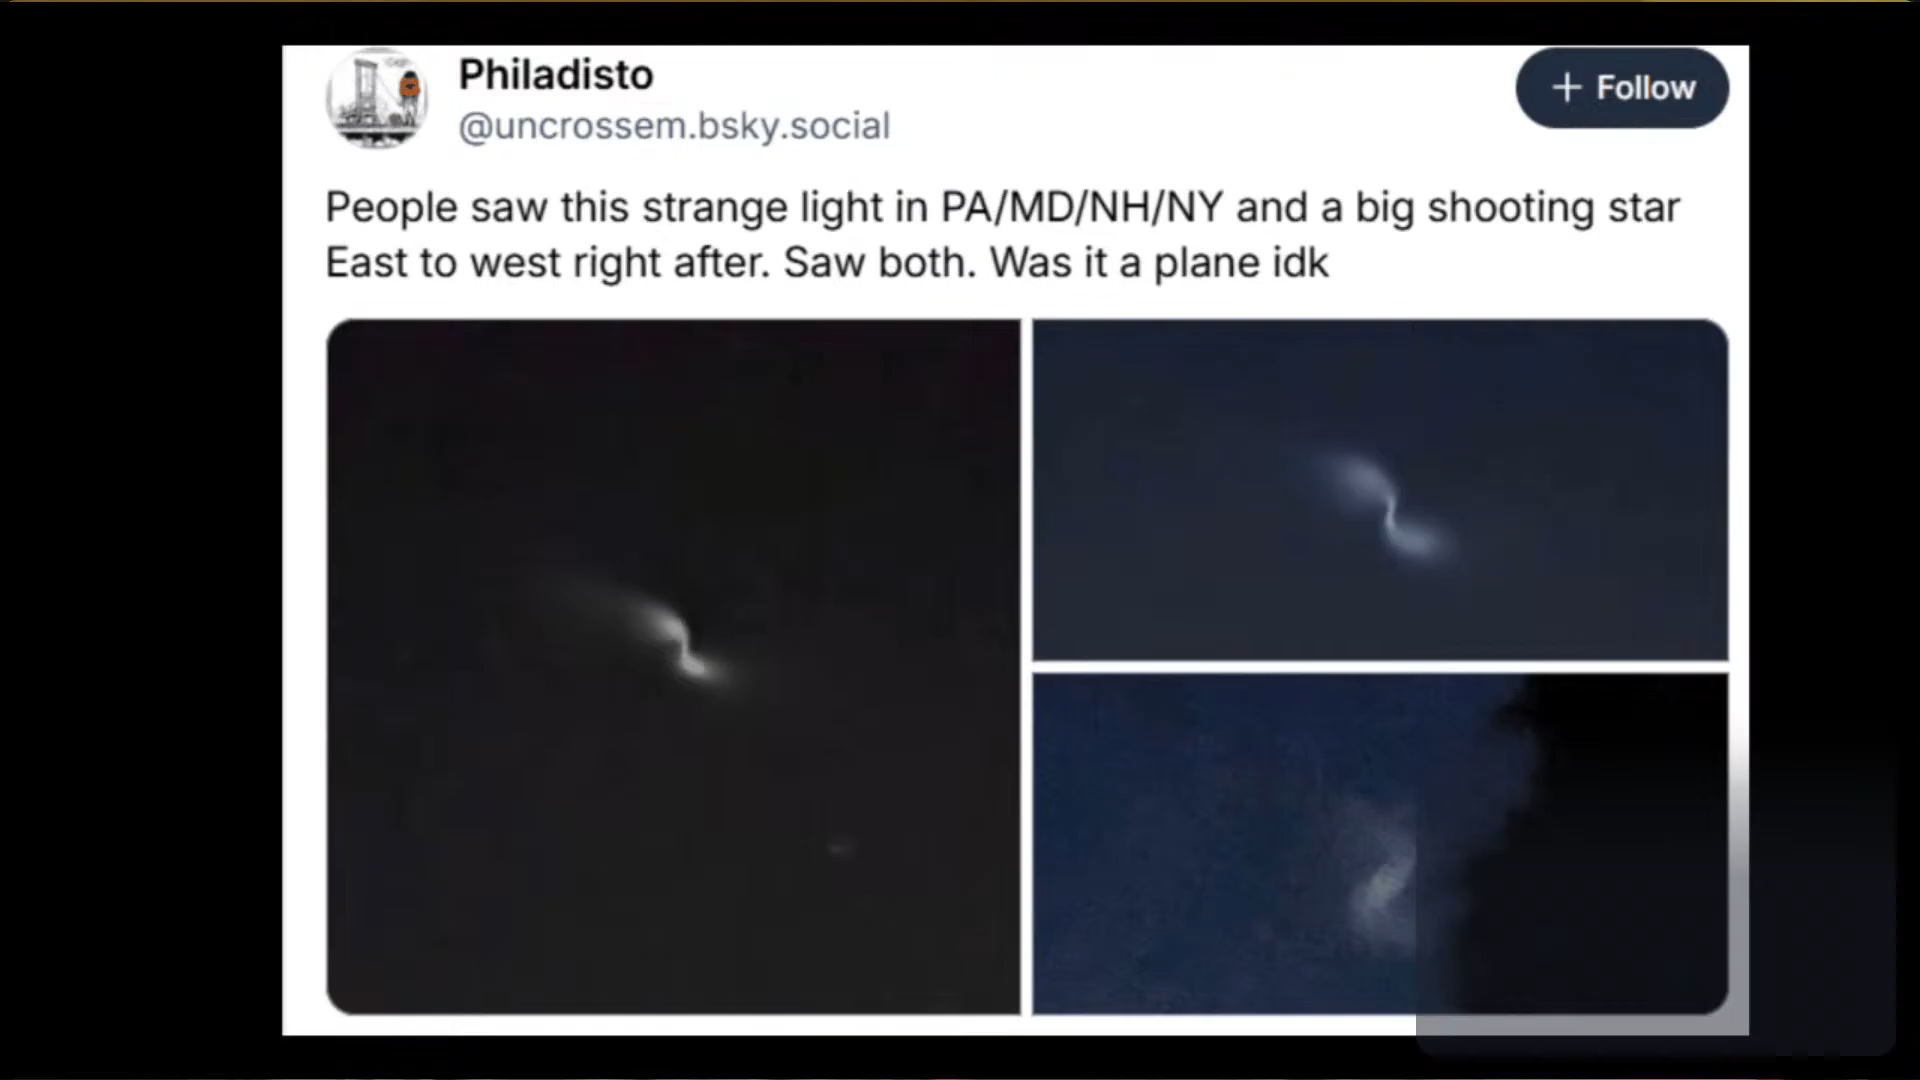 Philadisto
@uncrossem.bsky.social
+ Follow
People saw this strange light in PA/MD/NH/NY and a big shooting star
East to west right after. Saw both. Was it a plane idk